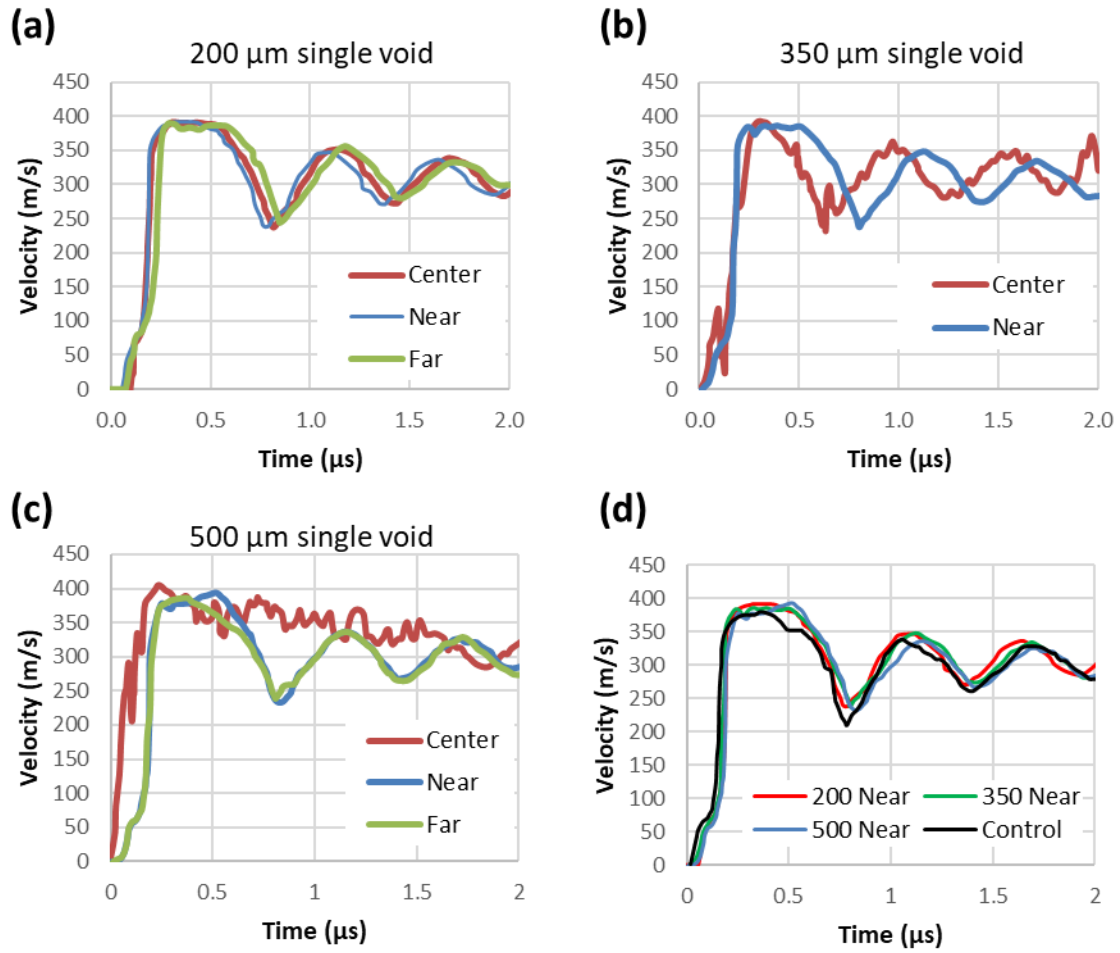 (a)
200 µm single void
450
400
350
300
250
200
150
100
50
0
Velocity (m/s)
Center
Near
Far
0.0 0.5 1.0 1.5 2.0
Time (µs)
(b)
350 µm single void
450
400
350
300
250
200
150
100
50
0
Velocity (m/s)
Center
Near
0.0 0.5 1.0 1.5 2.0
Time (µs)
(c)
500 µm single void
450
400
350
300
250
200
150
100
50
0
Velocity (m/s)
Center
Near
Far
0 0.5 1 1.5 2
Time (µs)
(d)
450
400
350
300
250
200
150
100
50
0
Velocity (m/s)
200 Near 350 Near
500 Near Control
0 0.5 1 1.5 2
Time (µs)